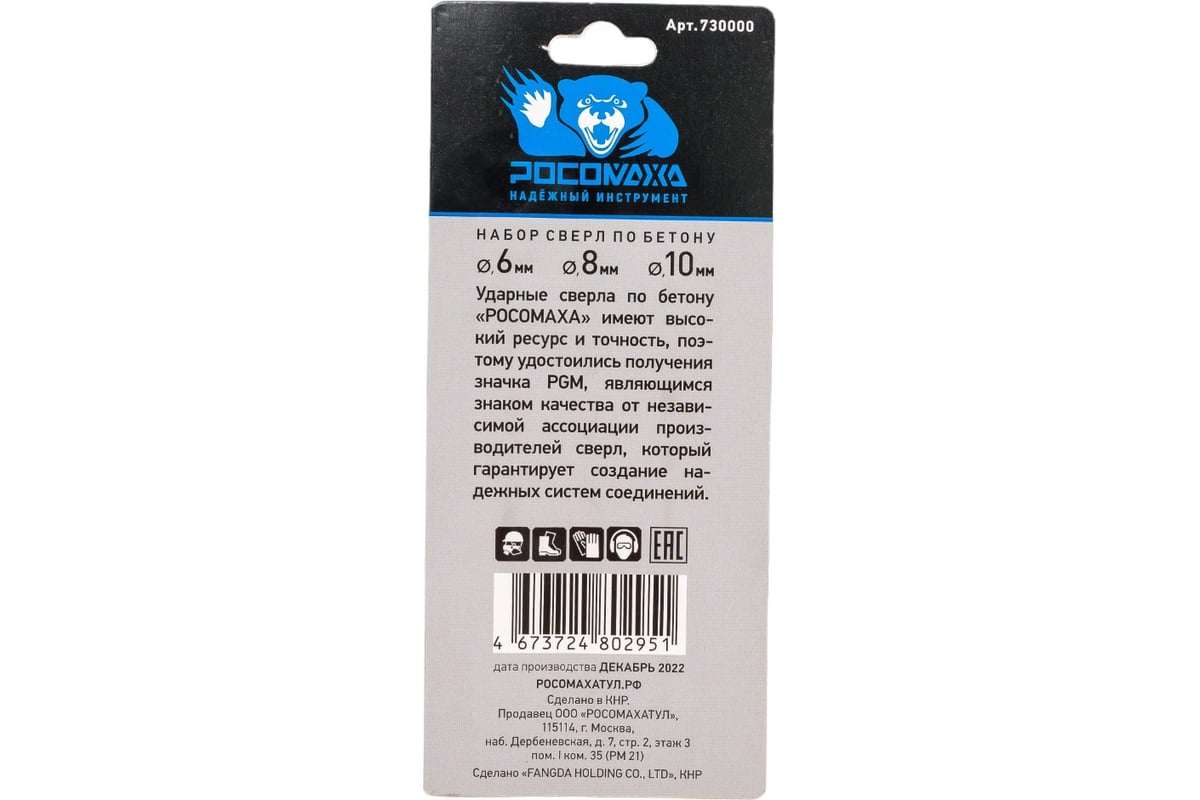 Арт.730000
РОСОМАХА
НАДЁЖНЫЙ ИНСТРУМЕНТ
НАБОР СВЕРЛ ПО БЕТОНУ
Ø,6мм Ø,8мм Ø,10мм
Ударные сверла по бетону
«РОСОМАХА» имеют высо-
кий ресурс и точность, поэ-
тому удостоились получения
значка PGM, являющимся
знаком качества от незави-
симой ассоциации произ-
водителей сверл, который
гарантирует создание на-
дежных систем соединений.
EAC
4 673724 802951
дата производства ДЕКАБРЬ 2022
РОСОМАХАТУЛ.РФ
Сделано в КНР.
Продавец ООО «РОСОМАХАТУЛ»,
115114, г. Москва,
наб. Дербеневская, д. 7, стр. 2, этаж 3
пом. I ком. 35 (РМ 21)
Сделано «FANGDA HOLDING CO., LTD», КНР